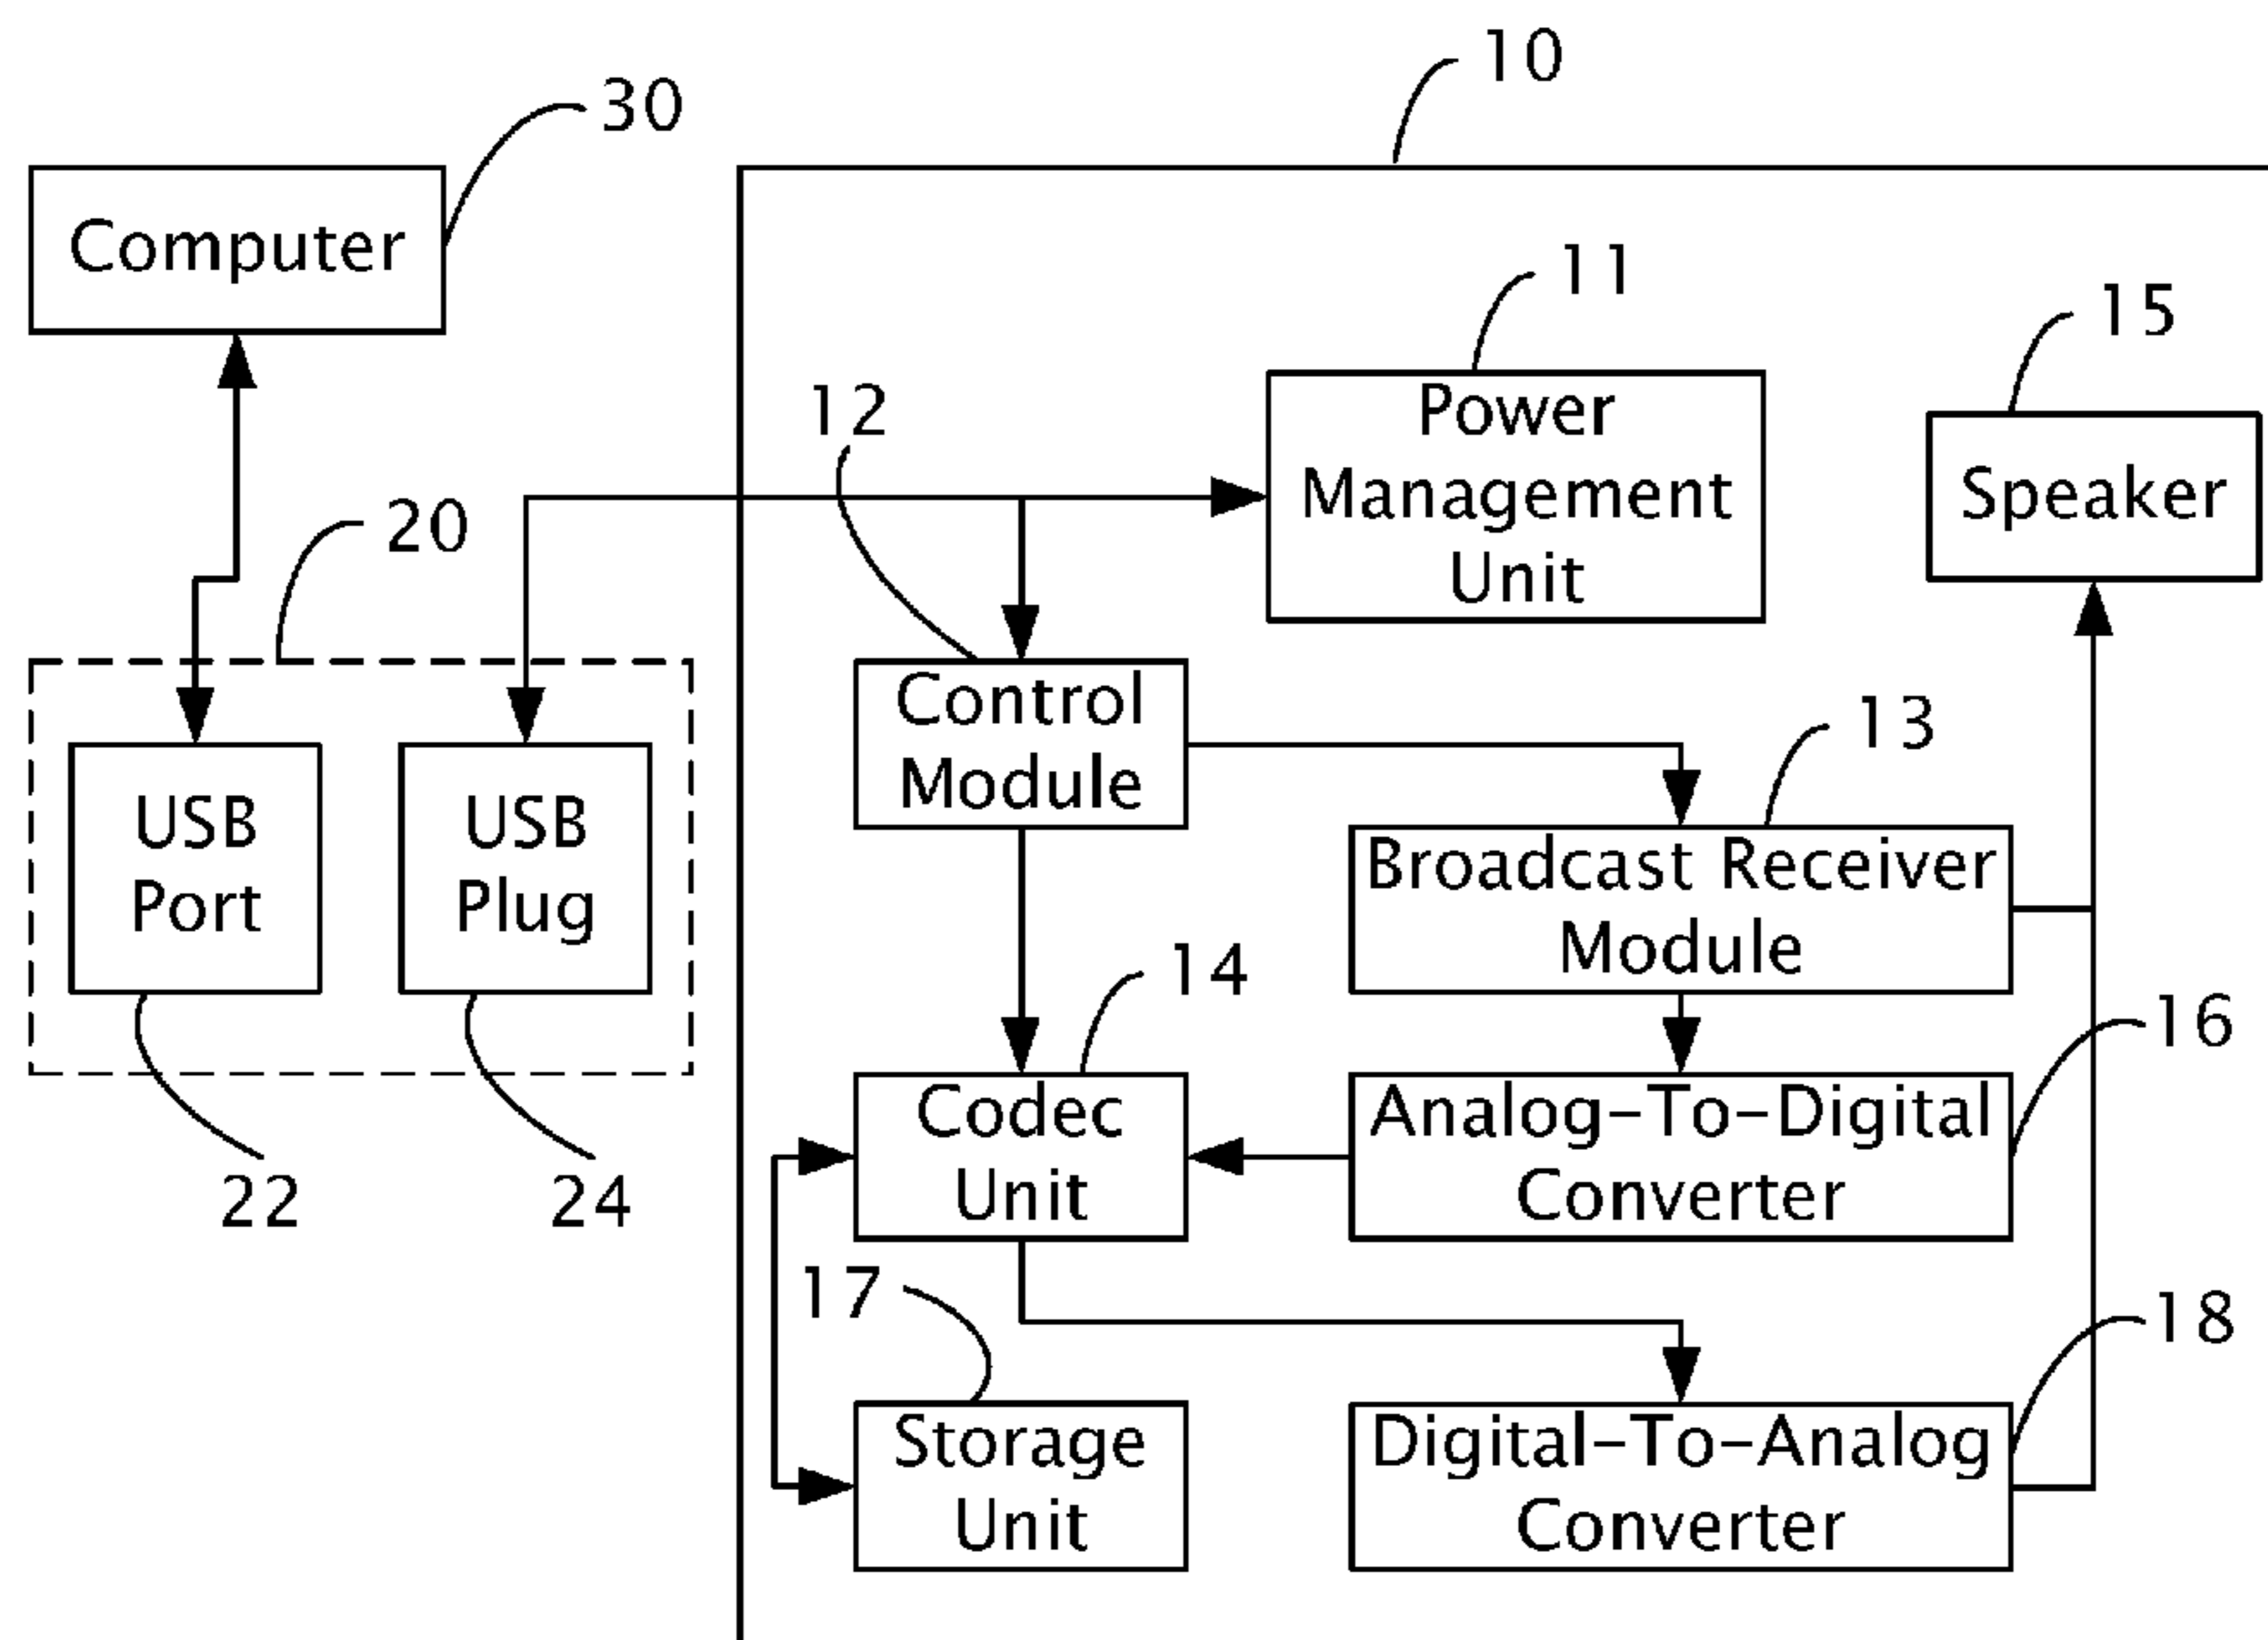 10
30
Computer
11
15
12
Power
Management
Unit
Speaker
20
Control
Module
13
USB
Port
USB
Plug
Broadcast Receiver
Module
14
16
Codec
Unit
Analog-To-Digital
Converter
22
24
17
18
Storage
Unit
Digital-To-Analog
Converter